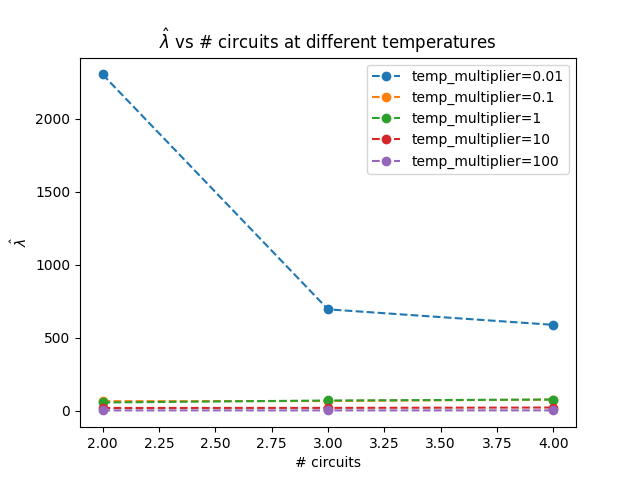 λ̂ vs # circuits at different temperatures
temp_multiplier=0.01
temp_multiplier=0.1
temp_multiplier=1
temp_multiplier=10
temp_multiplier=100
2000
1500
1000
500
0
λ̂
2.00 2.25 2.50 2.75 3.00 3.25 3.50 3.75 4.00
# circuits